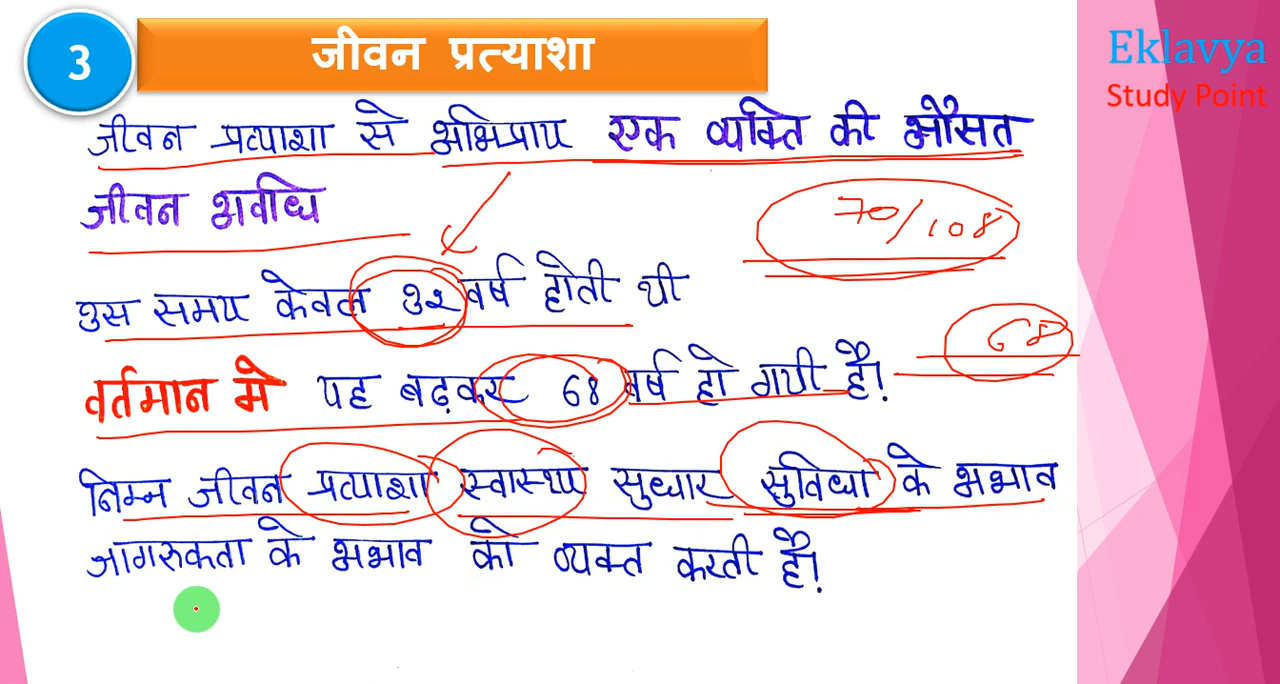 3
जीवन प्रत्याशा
Eklavya
Study Point
जीवन प्रत्याशा से अभिप्राय एक व्यक्ति की औसत
जीवन अवधि
70/108
उस समय केवल 32 वर्ष होती थी
68
वर्तमान मे यह बढ़कर 68 वर्ष हो गयी है।
निम्न जीवन प्रत्याशा स्वास्थ्य सुधार सुविधा के अभाव
जागरुकता के अभाव को व्यक्त करती है।